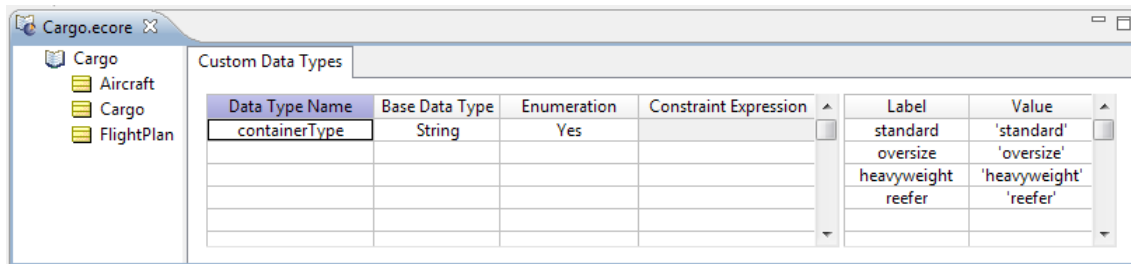 Cargo.ecore
Cargo
Aircraft
Cargo
FlightPlan
Custom Data Types
Data Type Name Base Data Type Enumeration Constraint Expression Label Value
containerType String Yes standard 'standard'
oversize 'oversize'
heavyweight 'heavyweight'
reefer 'reefer'